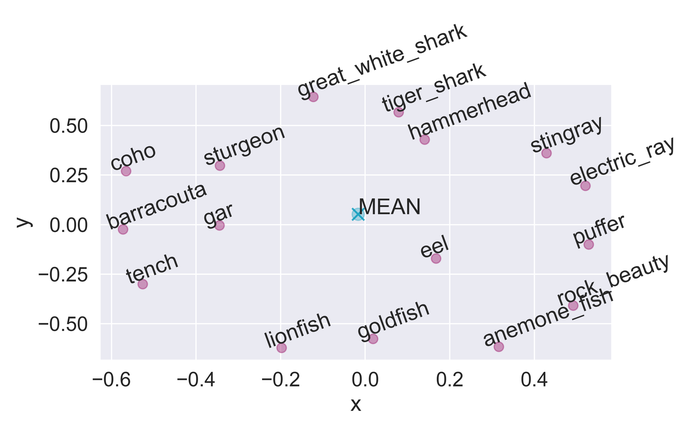 great_white_shark
tiger_shark
hammerhead
stingray
electric_ray
coho
sturgeon
barracouta
gar
MEAN
puffer
eel
tench
rock_beauty
anemone_fish
lionfish
goldfish
0.50
0.25
0.00
−0.25
−0.50
y
−0.6
−0.4
−0.2
0.0
0.2
0.4
x